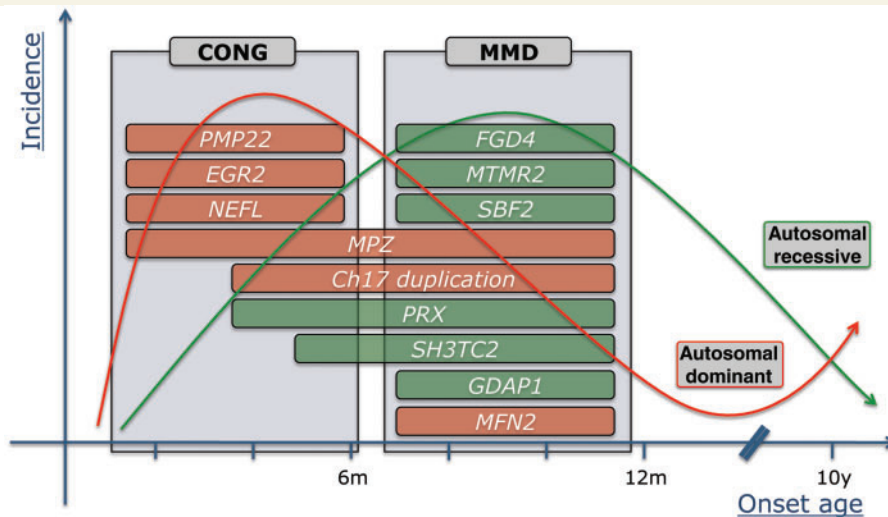 CONG
MMD
Incidence
PMP22
FGD4
EGR2
MTMR2
NEFL
SBF2
MPZ
Autosomal
recessive
Ch17 duplication
PRX
SH3TC2
Autosomal
dominant
GDAP1
MFN2
6m
12m
10y
Onset age